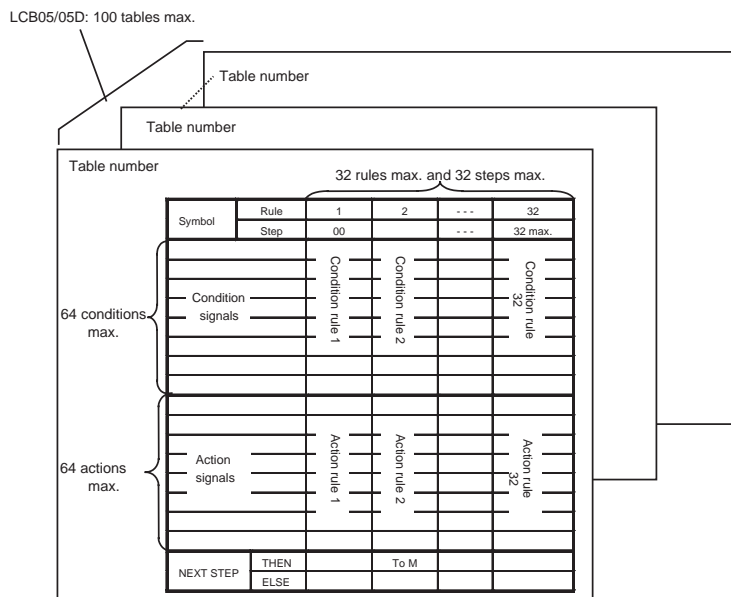 LCB05/05D: 100 tables max.
Table number
Table number
Table number
32 rules max. and 32 steps max.
Symbol Rule 1 2 - - - 32
Step 00 - - - 32 max.
64 conditions
max.
Condition
signals
Condition rule 1
Condition rule 2
Condition rule
32
64 actions
max.
Action
signals
Action rule 1
Action rule 2
Action rule
32
NEXT STEP THEN To M
ELSE